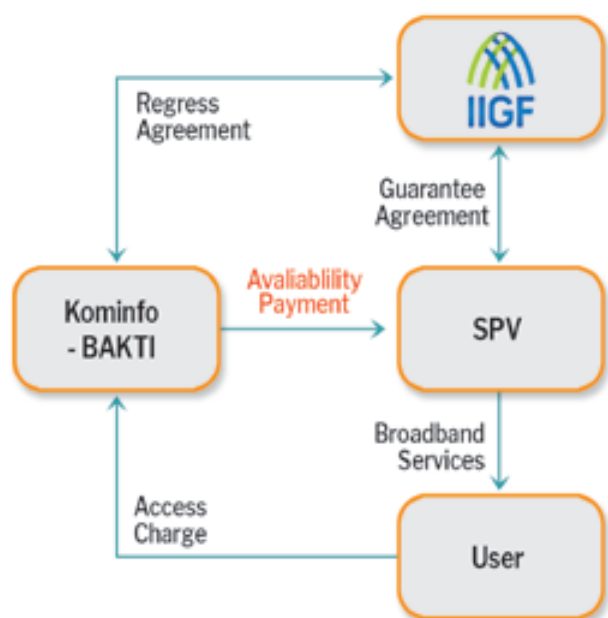 IIGF
Regress
Agreement
Guarantee
Agreement
Avaliablility
Payment
Kominfo
- BAKTI
SPV
Broadband
Services
Access
Charge
User